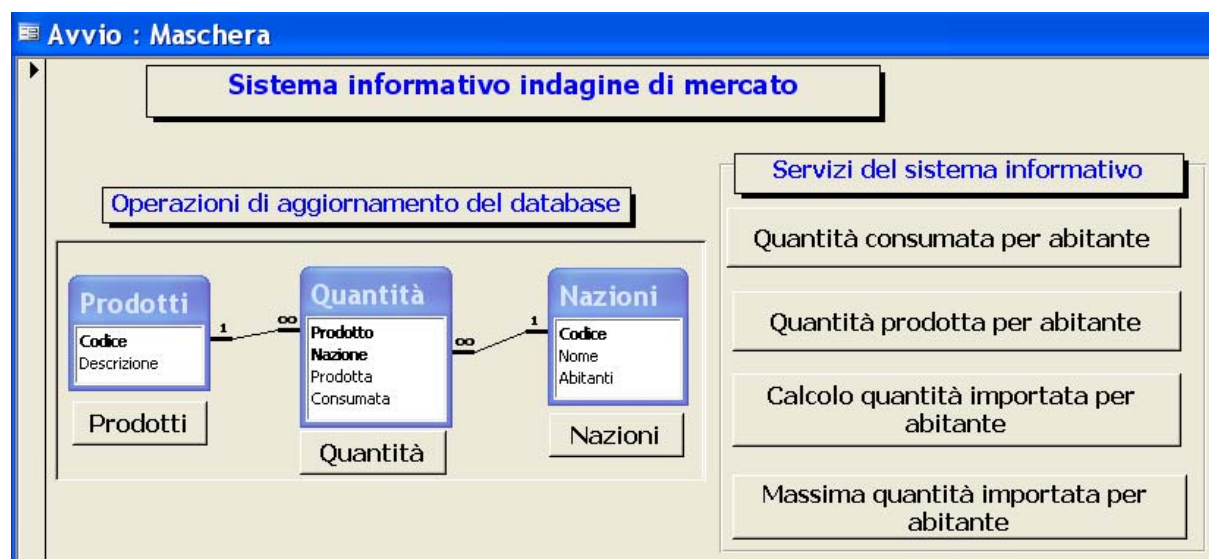 Avvio : Maschera
Sistema informativo indagine di mercato
Operazioni di aggiornamento del database
Prodotti
Codice
Descrizione
1
∞
Quantità
Prodotto
Nazione
Prodotta
Consumata
∞
1
Nazioni
Codice
Nome
Abitanti
Prodotti
Quantità
Nazioni
Servizi del sistema informativo
Quantità consumata per abitante
Quantità prodotta per abitante
Calcolo quantità importata per
abitante
Massima quantità importata per
abitante